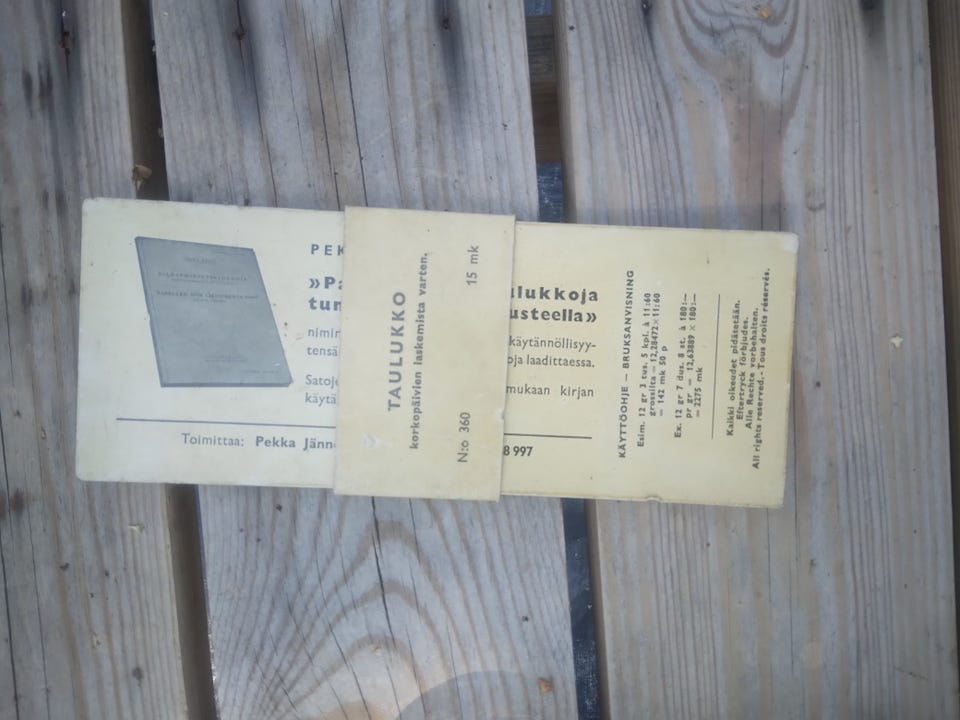 PEK
»Pa
tun
nimin
tensä
Satoje
käytä
Toimittaa: Pekka Jänn-
TAULUKKO
korkopäivien laskemista varten.
N:o 360 15 mk
ulukkoja
usteella»
käytännöllisyy-
oja laadittaessa.
mukaan kirjan
8 997
KÄYTTÖOHJE — BRUKSANVISNING
Esim. 12 gr 3 tus. 5 kpl. à 11:60
grossilta = 12,28472×11:60
= 142 mk 50 p
Ex. 12 gr 7 dus. 8 st. à 180:—
pr gr = 12,63889 × 180:—
= 2275 mk
Kaikki oikeudet pidätetään.
Eftertryck förbjudes.
Alle Rechte vorbehalten.
All rights reserved. - Tous droits réservés.